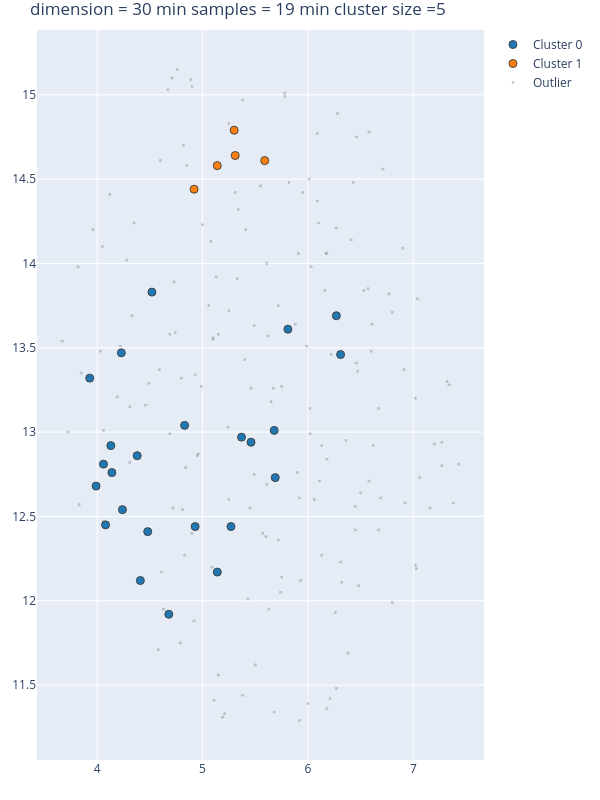 dimension = 30 min samples = 19 min cluster size =5
Cluster 0
Cluster 1
Outlier
15
14.5
14
13.5
13
12.5
12
11.5
4 5 6 7